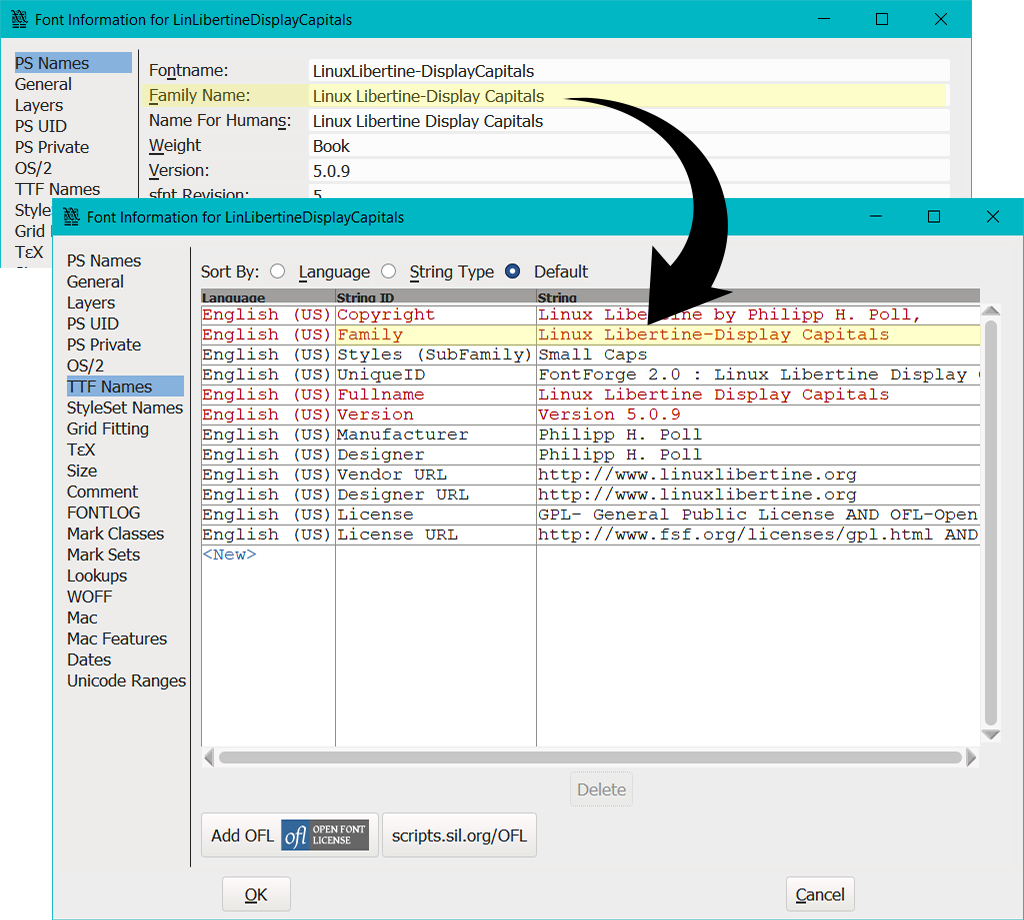 Font Information for LinLibertineDisplayCapitals
PS Names
General
Layers
PS UID
PS Private
OS/2
TTF Names
Style
Grid
TεX
Fontname: LinuxLibertine-DisplayCapitals
Family Name: Linux Libertine-Display Capitals
Name For Humans: Linux Libertine Display Capitals
Weight Book
Version: 5.0.9
sfnt Revision: 5
Font Information for LinLibertineDisplayCapitals
PS Names
General
Layers
PS UID
PS Private
OS/2
TTF Names
StyleSet Names
Grid Fitting
TεX
Size
Comment
FONTLOG
Mark Classes
Mark Sets
Lookups
WOFF
Mac
Mac Features
Dates
Unicode Ranges
Sort By: Language String Type Default
Language String ID String
English (US) Copyright Linux Libertine by Philipp H. Poll,
English (US) Family Linux Libertine-Display Capitals
English (US) Styles (SubFamily) Small Caps
English (US) UniqueID FontForge 2.0 : Linux Libertine Display
English (US) Fullname Linux Libertine Display Capitals
English (US) Version Version 5.0.9
English (US) Manufacturer Philipp H. Poll
English (US) Designer Philipp H. Poll
English (US) Vendor URL http://www.linuxlibertine.org
English (US) Designer URL http://www.linuxlibertine.org
English (US) License GPL- General Public License AND OFL-Open
English (US) License URL http://www.fsf.org/licenses/gpl.html AND
<New>
Delete
Add OFL ofl OPEN FONT
LICENSE
scripts.sil.org/OFL
OK Cancel